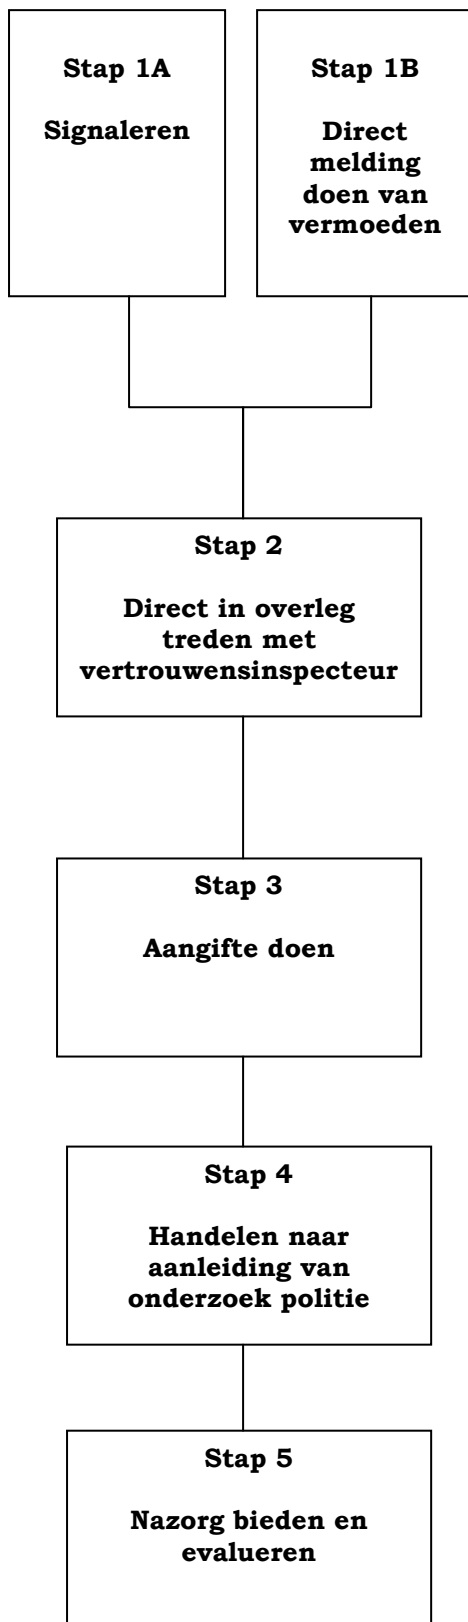 Stap 1A
Signaleren
Stap 1B
Direct
melding
doen van
vermoeden
Stap 2
Direct in overleg
treden met
vertrouwensinspecteur
Stap 3
Aangifte doen
Stap 4
Handelen naar
aanleiding van
onderzoek politie
Stap 5
Nazorg bieden en
evalueren